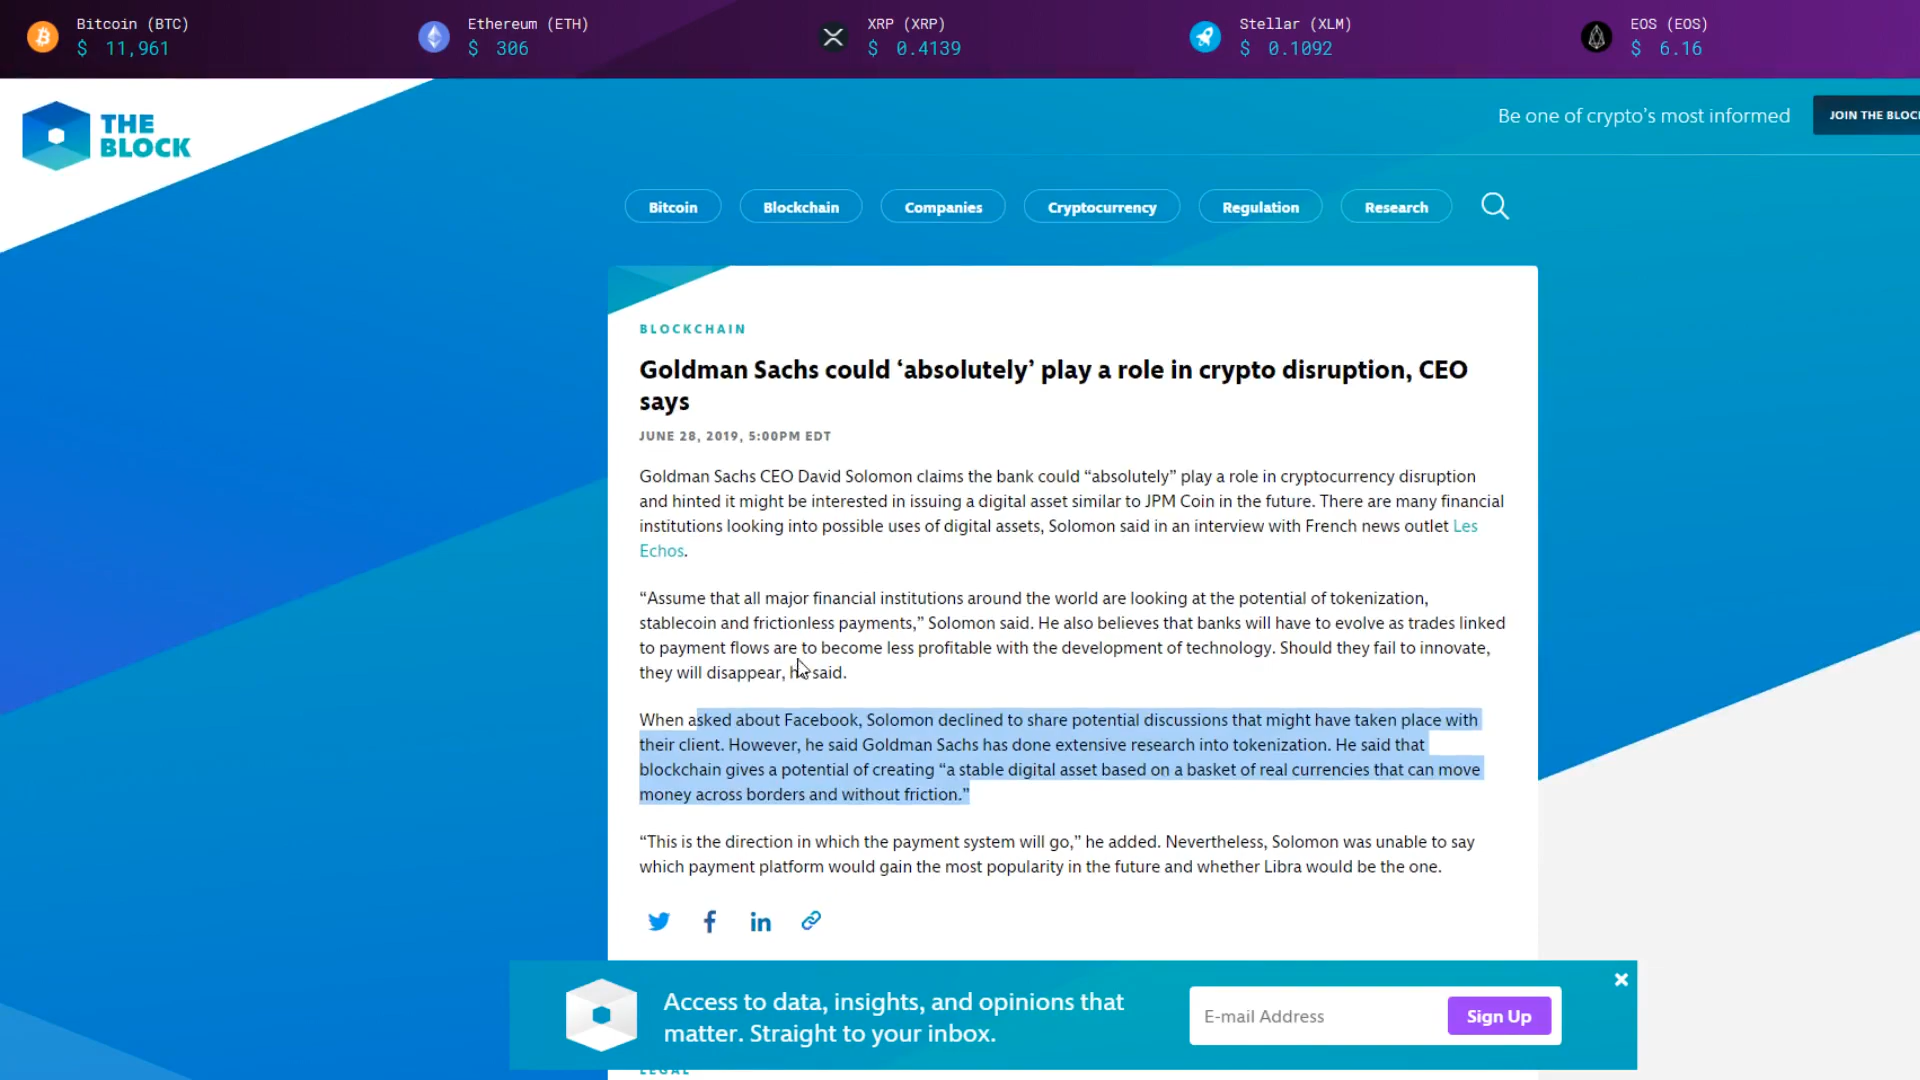 Bitcoin (BTC)
$ 11,961
Ethereum (ETH)
$ 306
XRP (XRP)
$ 0.4139
Stellar (XLM)
$ 0.1092
EOS (EOS)
$ 6.16
THE
BLOCK
Be one of crypto’s most informed
JOIN THE BLOC
Bitcoin
Blockchain
Companies
Cryptocurrency
Regulation
Research
BLOCKCHAIN
Goldman Sachs could ‘absolutely’ play a role in crypto disruption, CEO
says
JUNE 28, 2019, 5:00PM EDT
Goldman Sachs CEO David Solomon claims the bank could “absolutely” play a role in cryptocurrency disruption
and hinted it might be interested in issuing a digital asset similar to JPM Coin in the future. There are many financial
institutions looking into possible uses of digital assets, Solomon said in an interview with French news outlet Les
Echos.
“Assume that all major financial institutions around the world are looking at the potential of tokenization,
stablecoin and frictionless payments,” Solomon said. He also believes that banks will have to evolve as trades linked
to payment flows are to become less profitable with the development of technology. Should they fail to innovate,
they will disappear, he said.
When asked about Facebook, Solomon declined to share potential discussions that might have taken place with
their client. However, he said Goldman Sachs has done extensive research into tokenization. He said that
blockchain gives a potential of creating “a stable digital asset based on a basket of real currencies that can move
money across borders and without friction.”
“This is the direction in which the payment system will go,” he added. Nevertheless, Solomon was unable to say
which payment platform would gain the most popularity in the future and whether Libra would be the one.
Access to data, insights, and opinions that
matter. Straight to your inbox.
E-mail Address
Sign Up
LEGAL